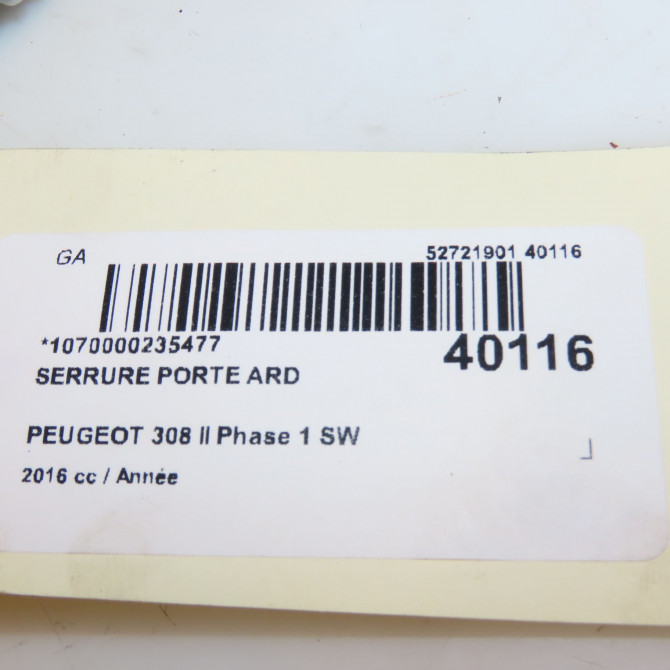 GA 52721901 40116
*1070000235477 40116
SERRURE PORTE ARD
PEUGEOT 308 II Phase 1 SW
2016 cc / Année